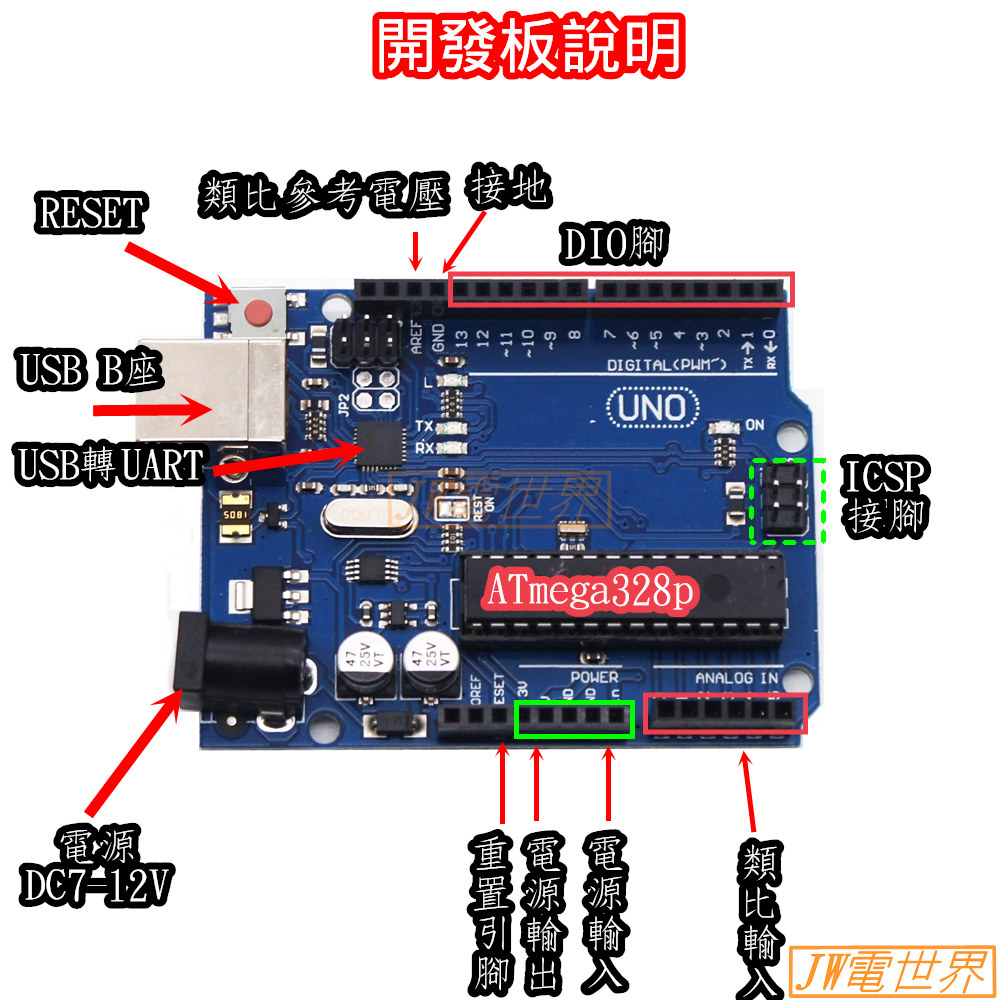 開發板說明
類比參考電壓
接地
RESET
DIO腳
USB B座
USB轉UART
ICSP
接腳
ATmega328p
電源
DC7-12V
重置引腳
電源輸出
電源輸入
類比輸入
JW電世界
JW電世界
AREF
GND
13
12
~11
~10
~9
8
7
~6
~5
4
~3
2
TX→1
RX←0
DIGITAL(PWM~)
UNO
ON
JP2
L
TX
RX
REST
ON
1805
47
25V
VT
47
25V
VT
POWER
ANALOG IN